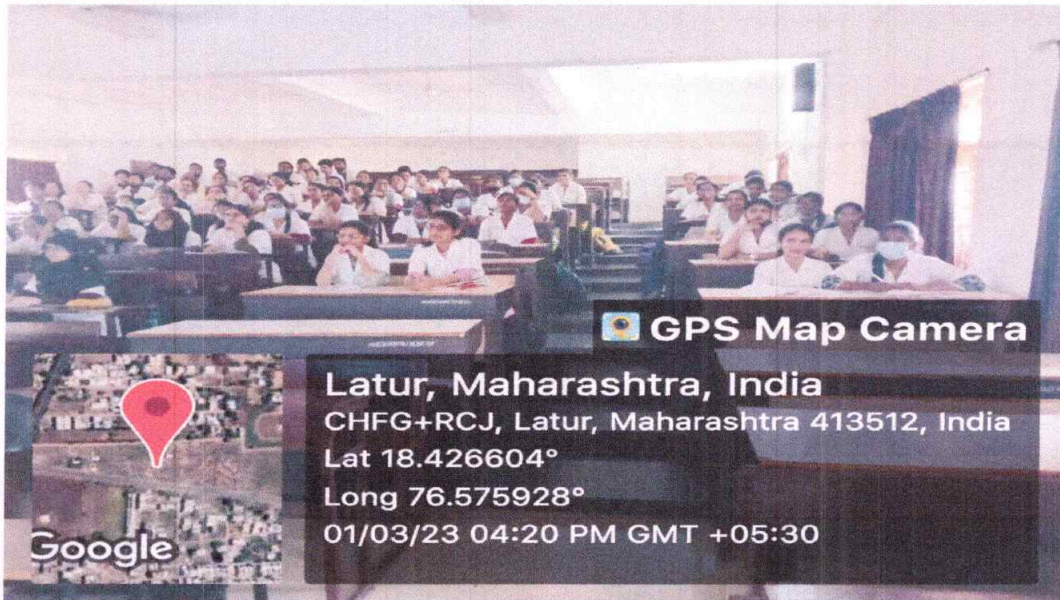 GPS Map Camera
Latur, Maharashtra, India
CHFG+RCJ, Latur, Maharashtra 413512, India
Lat 18.426604°
Long 76.575928°
01/03/23 04:20 PM GMT +05:30
Google